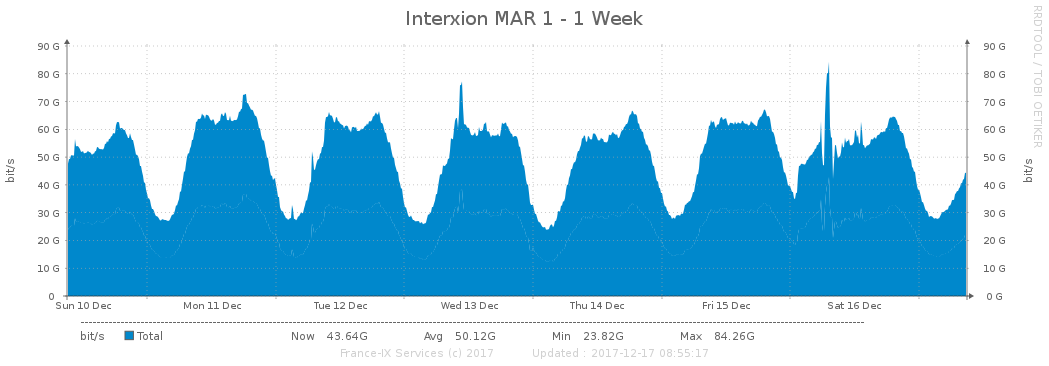 Interxion MAR 1 - 1 Week
RRDTOOL / TOBI OETIKER
90 G 90 G
80 G 80 G
70 G 70 G
60 G 60 G
50 G 50 G
40 G 40 G
30 G 30 G
20 G 20 G
10 G 10 G
0 0 G
bit/s bit/s
Sun 10 Dec Mon 11 Dec Tue 12 Dec Wed 13 Dec Thu 14 Dec Fri 15 Dec Sat 16 Dec
bit/s Total Now 43.64G Avg 50.12G Min 23.82G Max 84.26G
France-IX Services (c) 2017 Updated : 2017-12-17 08:55:17